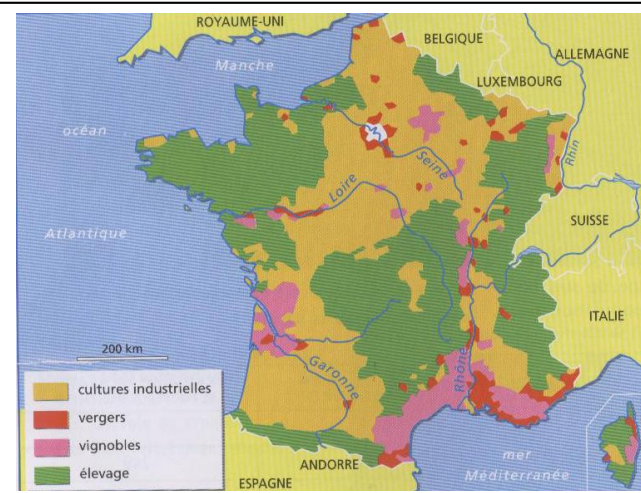 ROYAUME-UNI
BELGIQUE
ALLEMAGNE
Manche
LUXEMBOURG
océan
Rhin
Seine
Loire
SUISSE
Atlantique
ITALIE
200 km
Rhône
Garonne
cultures industrielles
vergers
vignobles
élevage
mer
Méditerranée
ANDORRE
ESPAGNE